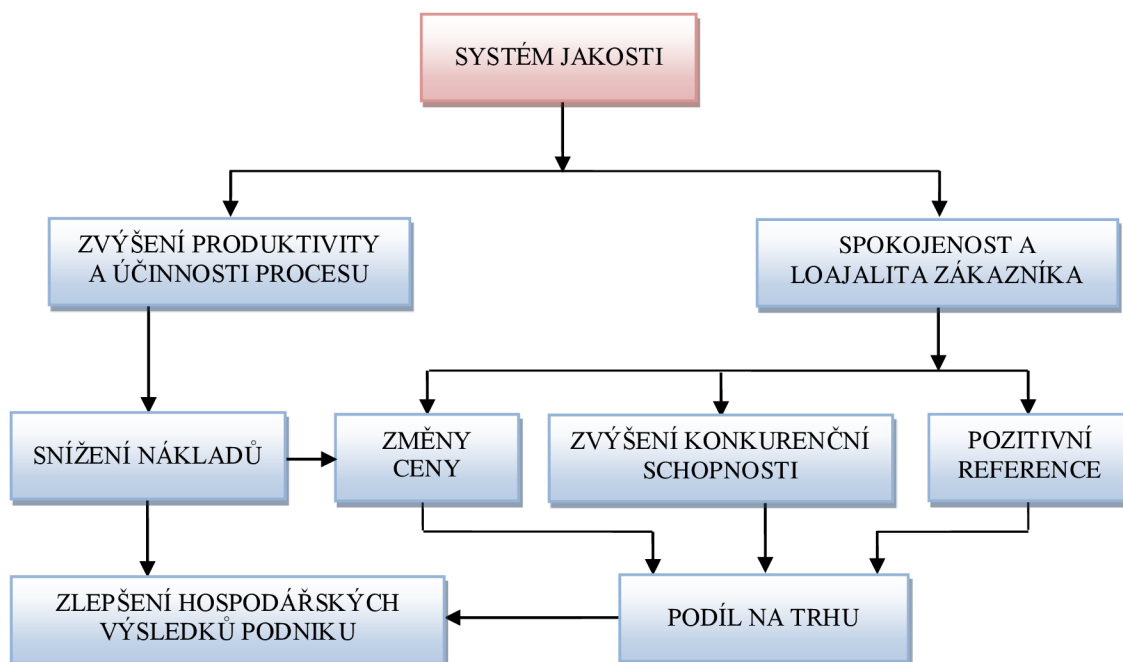 SYSTÉM JAKOSTI
ZVÝŠENÍ PRODUKTIVITY
A ÚČINNOSTI PROCESU
SPOKOJENOST A
LOAJALITA ZÁKAZNÍKA
SNÍŽENÍ NÁKLADŮ
ZMĚNY
CENY
ZVÝŠENÍ KONKURENČNÍ
SCHOPNOSTI
POZITIVNÍ
REFERENCE
ZLEPŠENÍ HOSPODÁŘSKÝCH
VÝSLEDKŮ PODNIKU
PODÍL NA TRHU